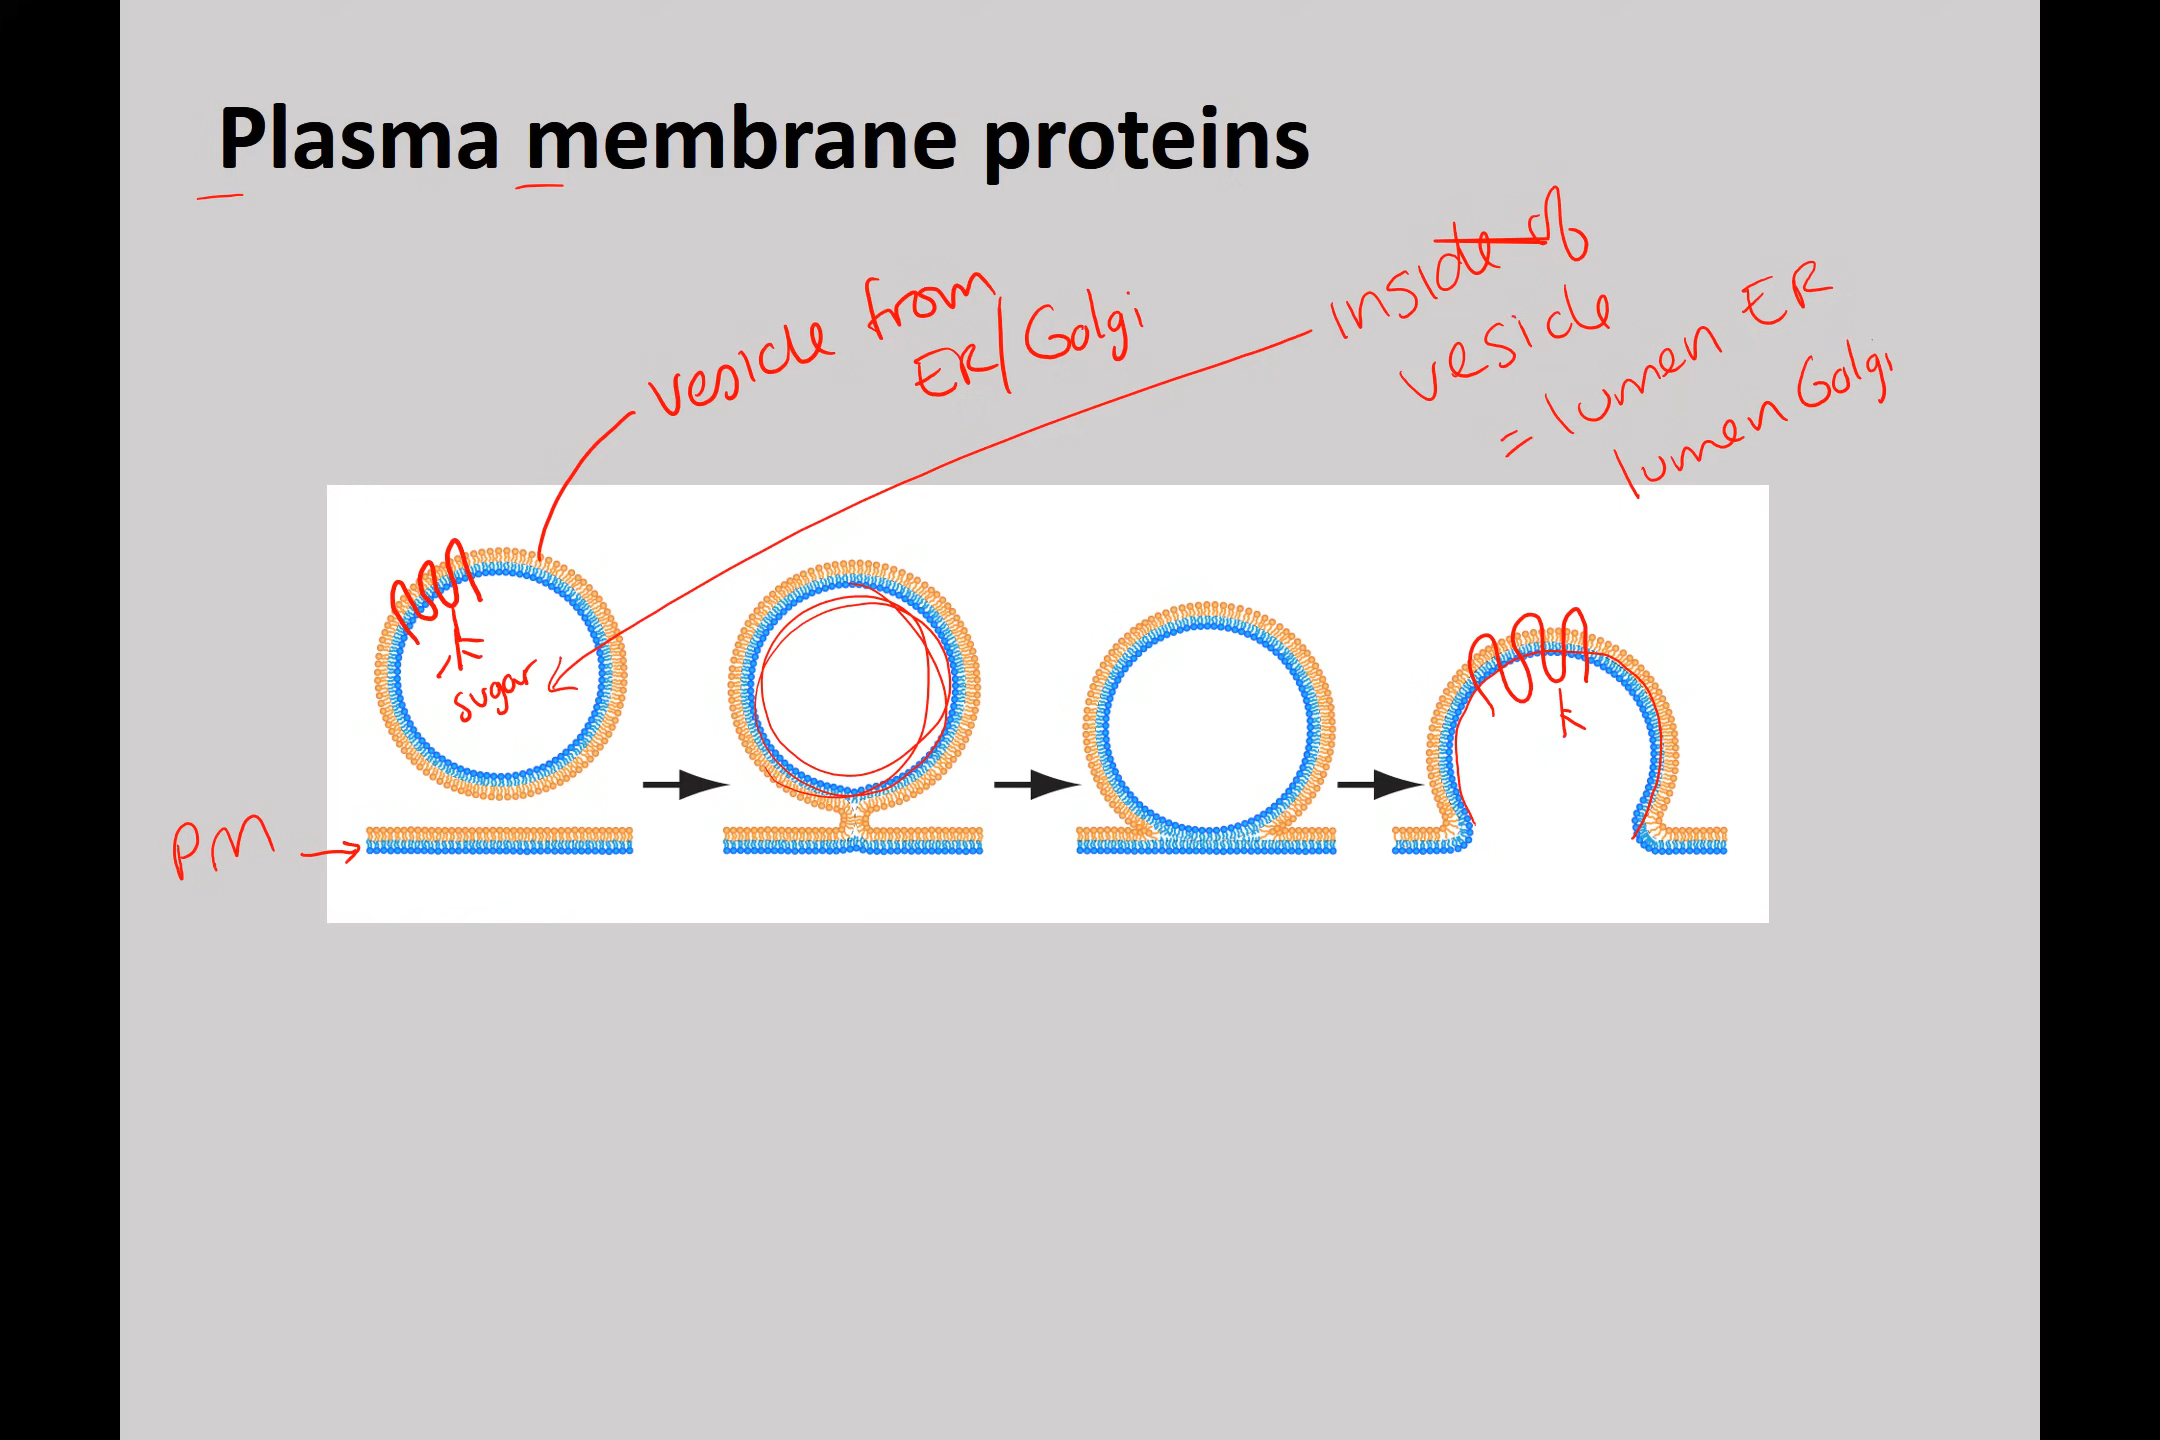 Plasma membrane proteins
vesicle from
ER/Golgi
inside of
vesicle
= lumen ER
lumen Golgi
sugar
PM